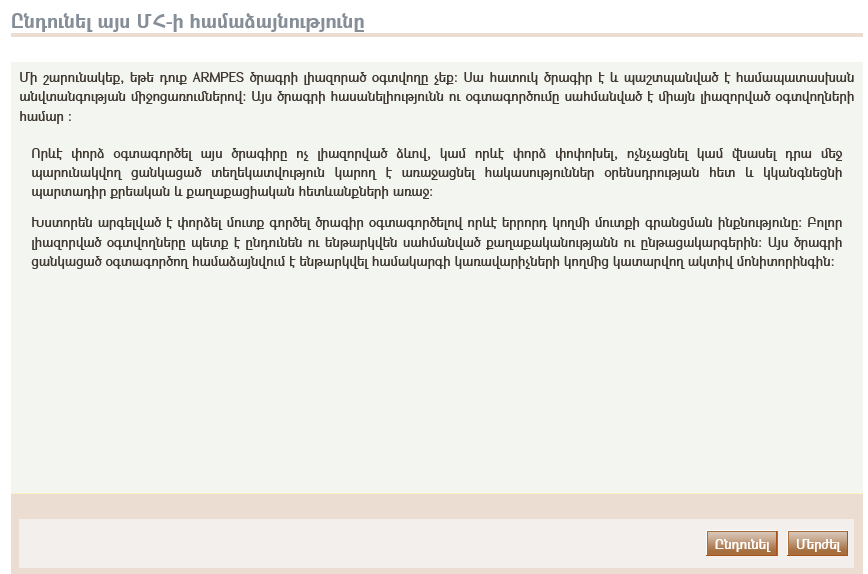 Ընդունել այս ՄՀ-ի համաձայնությունը
Մի շարունակեք, եթե դուք ARMPES ծրագրի լիազորած օգտվողը չեք: Սա հատուկ ծրագիր է և պաշտպանված է համապատասխան
անվտանգության միջոցառումներով: Այս ծրագրի հասանելիությունն ու օգտագործումը սահմանված է միայն լիազորված օգտվողների
համար :
Որևէ փորձ օգտագործել այս ծրագիրը ոչ լիազորված ձևով, կամ որևէ փորձ փոփոխել, ոչնչացնել կամ վնասել դրա մեջ
պարունակվող ցանկացած տեղեկատվություն կարող է առաջացնել հակասություններ օրենսդրության հետ և կկանգնեցնի
պարտադիր քրեական և քաղաքացիական հետևանքների առաջ:
Խստորեն արգելված է փորձել մուտք գործել ծրագիր օգտագործելով որևէ երրորդ կողմի մուտքի գրանցման ինքնությունը: Բոլոր
լիազորված օգտվողները պետք է ընդունեն ու ենթարկվեն սահմանված քաղաքականությանն ու ընթացակարգերին: Այս ծրագրի
ցանկացած օգտագործող համաձայնվում է ենթարկվել համակարգի կառավարիչների կողմից կատարվող ակտիվ մոնիտորինգին:
Ընդունել Մերժել